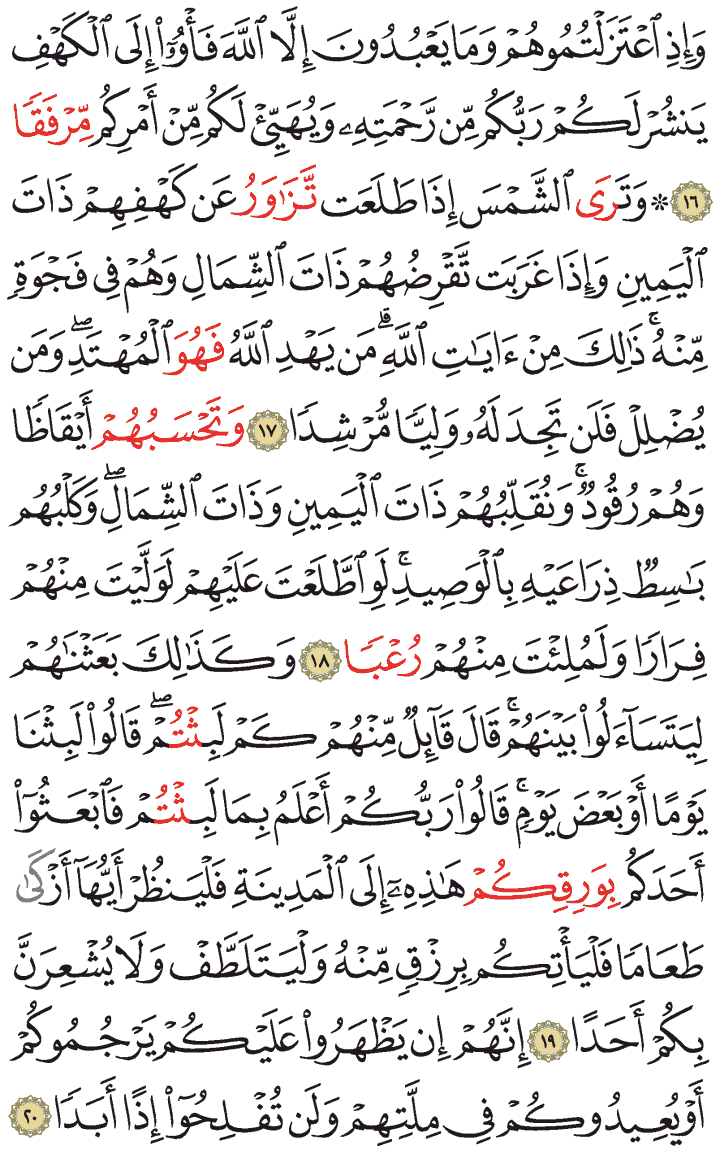 وَإِذِ ٱعۡتَزَلۡتُمُوهُمۡ وَمَا يَعۡبُدُونَ إِلَّا ٱللَّهَ فَأۡوُۥٓاْ إِلَى ٱلۡكَهۡفِ
يَنشُرۡ لَكُمۡ رَبُّكُم مِّن رَّحۡمَتِهِۦ وَيُهَيِّئۡ لَكُم مِّنۡ أَمۡرِكُم مِّرۡفَقٗا
١٦ ۞ وَتَرَى ٱلشَّمۡسَ إِذَا طَلَعَت تَّزَٰوَرُ عَن كَهۡفِهِمۡ ذَاتَ
ٱلۡيَمِينِ وَإِذَا غَرَبَت تَّقۡرِضُهُمۡ ذَاتَ ٱلشِّمَالِ وَهُمۡ فِي فَجۡوَةٖ
مِّنۡهُۚ ذَٰلِكَ مِنۡ ءَايَٰتِ ٱللَّهِۗ مَن يَهۡدِ ٱللَّهُ فَهُوَ ٱلۡمُهۡتَدِۖ وَمَن
يُضۡلِلۡ فَلَن تَجِدَ لَهُۥ وَلِيّٗا مُّرۡشِدٗا ١٧ وَتَحۡسَبُهُمۡ أَيۡقَاظٗا
وَهُمۡ رُقُودٞۚ وَنُقَلِّبُهُمۡ ذَاتَ ٱلۡيَمِينِ وَذَاتَ ٱلشِّمَالِۖ وَكَلۡبُهُم
بَٰسِطٞ ذِرَاعَيۡهِ بِٱلۡوَصِيدِۚ لَوِ ٱطَّلَعۡتَ عَلَيۡهِمۡ لَوَلَّيۡتَ مِنۡهُمۡ
فِرَارٗا وَلَمُلِئۡتَ مِنۡهُمۡ رُعۡبٗا ١٨ وَكَذَٰلِكَ بَعَثۡنَٰهُمۡ
لِيَتَسَآءَلُواْ بَيۡنَهُمۡۚ قَالَ قَآئِلٞ مِّنۡهُمۡ كَمۡ لَبِثۡتُمۡۖ قَالُواْ لَبِثۡنَا
يَوۡمًا أَوۡ بَعۡضَ يَوۡمٖۚ قَالُواْ رَبُّكُمۡ أَعۡلَمُ بِمَا لَبِثۡتُمۡ فَٱبۡعَثُوٓاْ
أَحَدَكُم بِوَرِقِكُمۡ هَٰذِهِۦٓ إِلَى ٱلۡمَدِينَةِ فَلۡيَنظُرۡ أَيُّهَآ أَزۡكَىٰ
طَعَامٗا فَلۡيَأۡتِكُم بِرِزۡقٖ مِّنۡهُ وَلۡيَتَلَطَّفۡ وَلَا يُشۡعِرَنَّ
بِكُمۡ أَحَدًا ١٩ إِنَّهُمۡ إِن يَظۡهَرُواْ عَلَيۡكُمۡ يَرۡجُمُوكُمۡ
أَوۡ يُعِيدُوكُمۡ فِي مِلَّتِهِمۡ وَلَن تُفۡلِحُوٓاْ إِذًا أَبَدٗا ٢٠